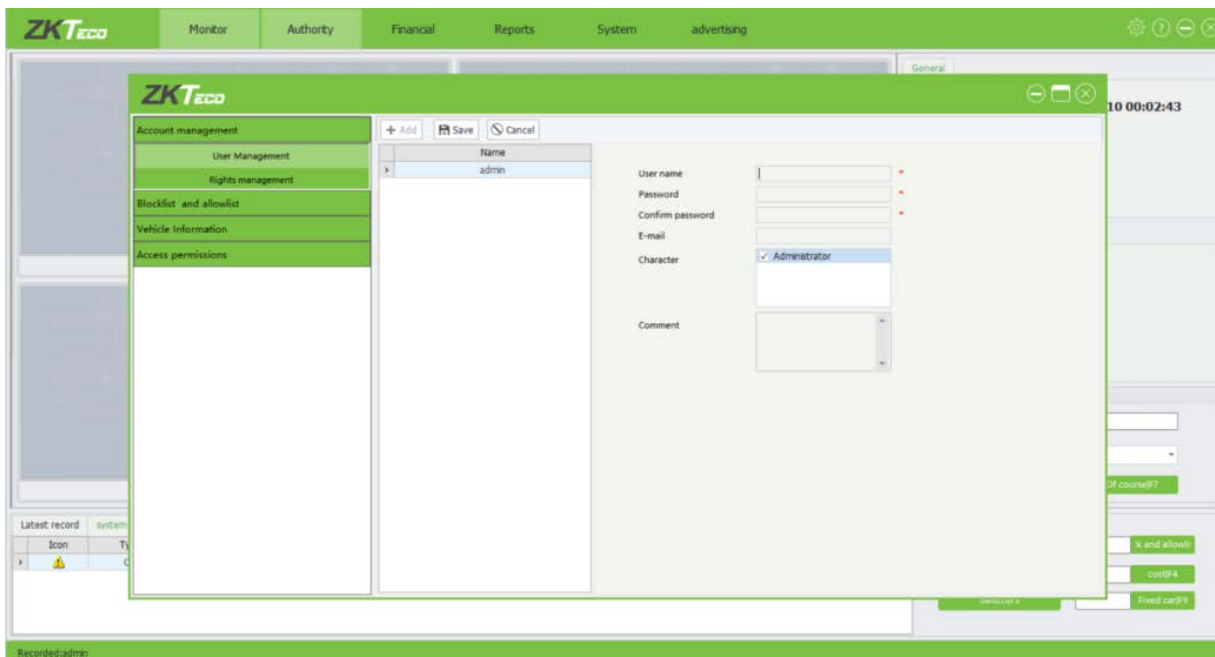 ZKTeco Monitor Authority Financial Reports System advertising
General
10 00:02:43
ZKTeco
Account management
User Management
Rights management
Blocklist and allowlist
Vehicle Information
Access permissions
+ Add Save Cancel
Name
admin
User name *
Password *
Confirm password *
E-mail
Character Administrator
Comment
Of course|F7
Latest record system
Icon Ty
k and allowli
cost|F4
Fixed car|F9
Recorded:admin